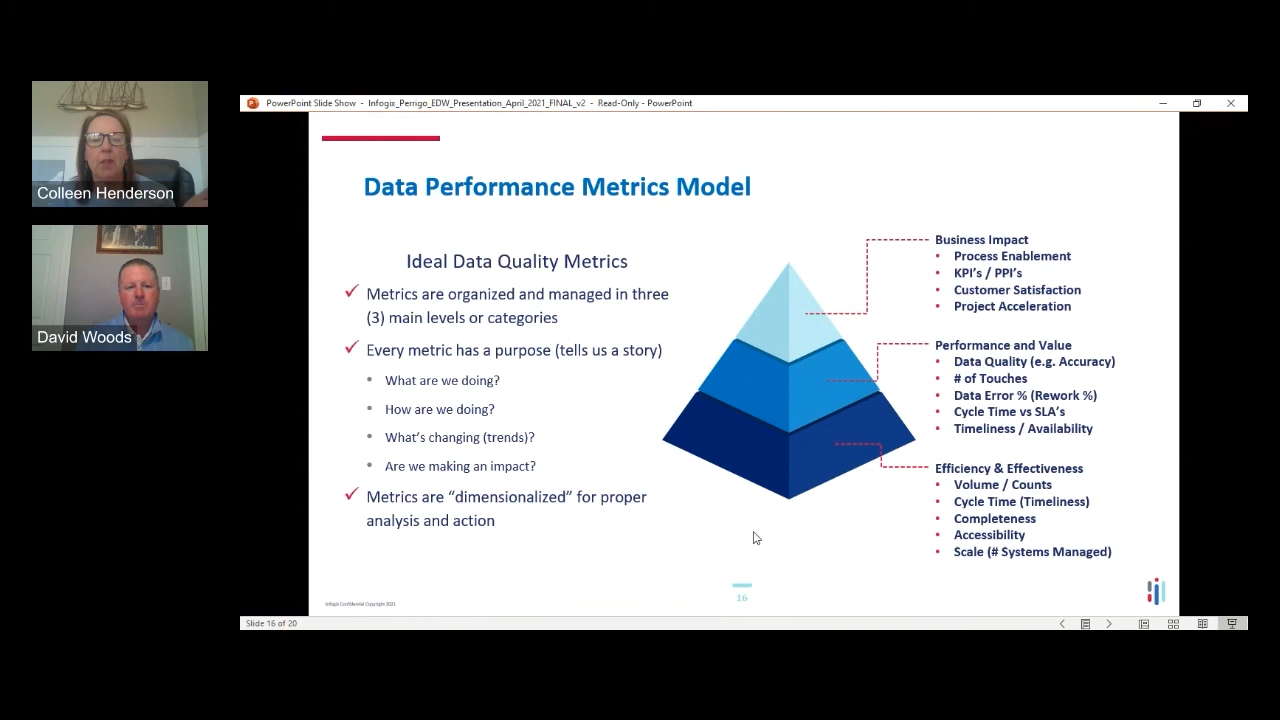 PowerPoint Slide Show - Infogix_Perrigo_EDW_Presentation_April_2021_FINAL_v2 - Read-Only - PowerPoint
Colleen Henderson
David Woods
Data Performance Metrics Model
Ideal Data Quality Metrics
Metrics are organized and managed in three
(3) main levels or categories
Every metric has a purpose (tells us a story)
• What are we doing?
• How are we doing?
• What's changing (trends)?
• Are we making an impact?
Metrics are “dimensionalized” for proper
analysis and action
Business Impact
• Process Enablement
• KPI's / PPI's
• Customer Satisfaction
• Project Acceleration
Performance and Value
• Data Quality (e.g. Accuracy)
• # of Touches
• Data Error % (Rework %)
• Cycle Time vs SLA's
• Timeliness / Availability
Efficiency & Effectiveness
• Volume / Counts
• Cycle Time (Timeliness)
• Completeness
• Accessibility
• Scale (# Systems Managed)
Infogix Confidential Copyright 2021
16
Slide 16 of 20